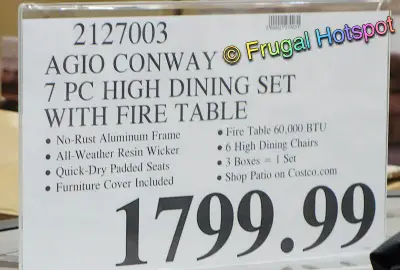 2127003
© Frugal Hotspot
AGIO CONWAY
7 PC HIGH DINING SET
WITH FIRE TABLE
• No-Rust Aluminum Frame
• All-Weather Resin Wicker
• Quick-Dry Padded Seats
• Furniture Cover Included
• Fire Table 60,000 BTU
• 6 High Dining Chairs
• 3 Boxes = 1 Set
• Shop Patio on Costco.com
1799.99